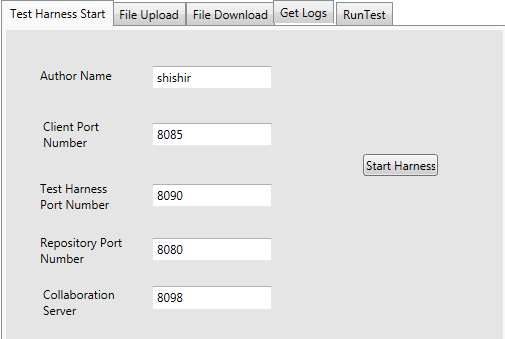 Test Harness Start File Upload File Download Get Logs RunTest
Author Name shishir
Client Port
Number
8085
Start Harness
Test Harness
Port Number
8090
Repository Port
Number
8080
Collaboration
Server
8098